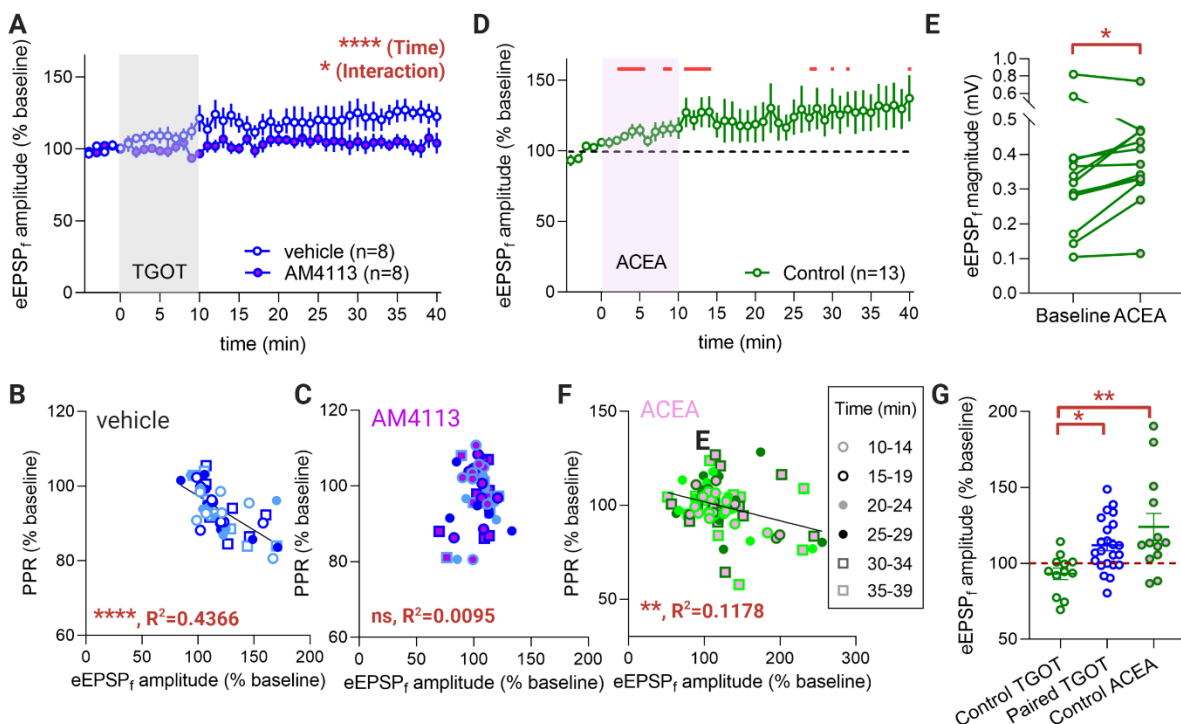 A
**** (Time)
* (Interaction)
eEPSPf amplitude (% baseline)
150
100
50
0
TGOT
vehicle (n=8)
AM4113 (n=8)
0 5 10 15 20 25 30 35 40
time (min)
D
eEPSPf amplitude (% baseline)
150
100
50
0
ACEA
Control (n=13)
0 5 10 15 20 25 30 35 40
time (min)
E
*
eEPSPf magnitude (mV)
1.0
0.8
0.6
0.5
0.4
0.3
0.2
0.1
0.0
Baseline ACEA
B
vehicle
PPR (% baseline)
120
100
80
60
****, R²=0.4366
0 50 100 150 200
eEPSPf amplitude (% baseline)
C
AM4113
120
100
80
60
ns, R²=0.0095
0 50 100 150 200
eEPSPf amplitude (% baseline)
F
ACEA
E
PPR (% baseline)
150
100
50
**, R²=0.1178
0 100 200 300
eEPSPf amplitude (% baseline)
Time (min)
10-14
15-19
20-24
25-29
30-34
35-39
G
**
*
eEPSPf amplitude (% baseline)
200
150
100
50
Control TGOT
Paired TGOT
Control ACEA